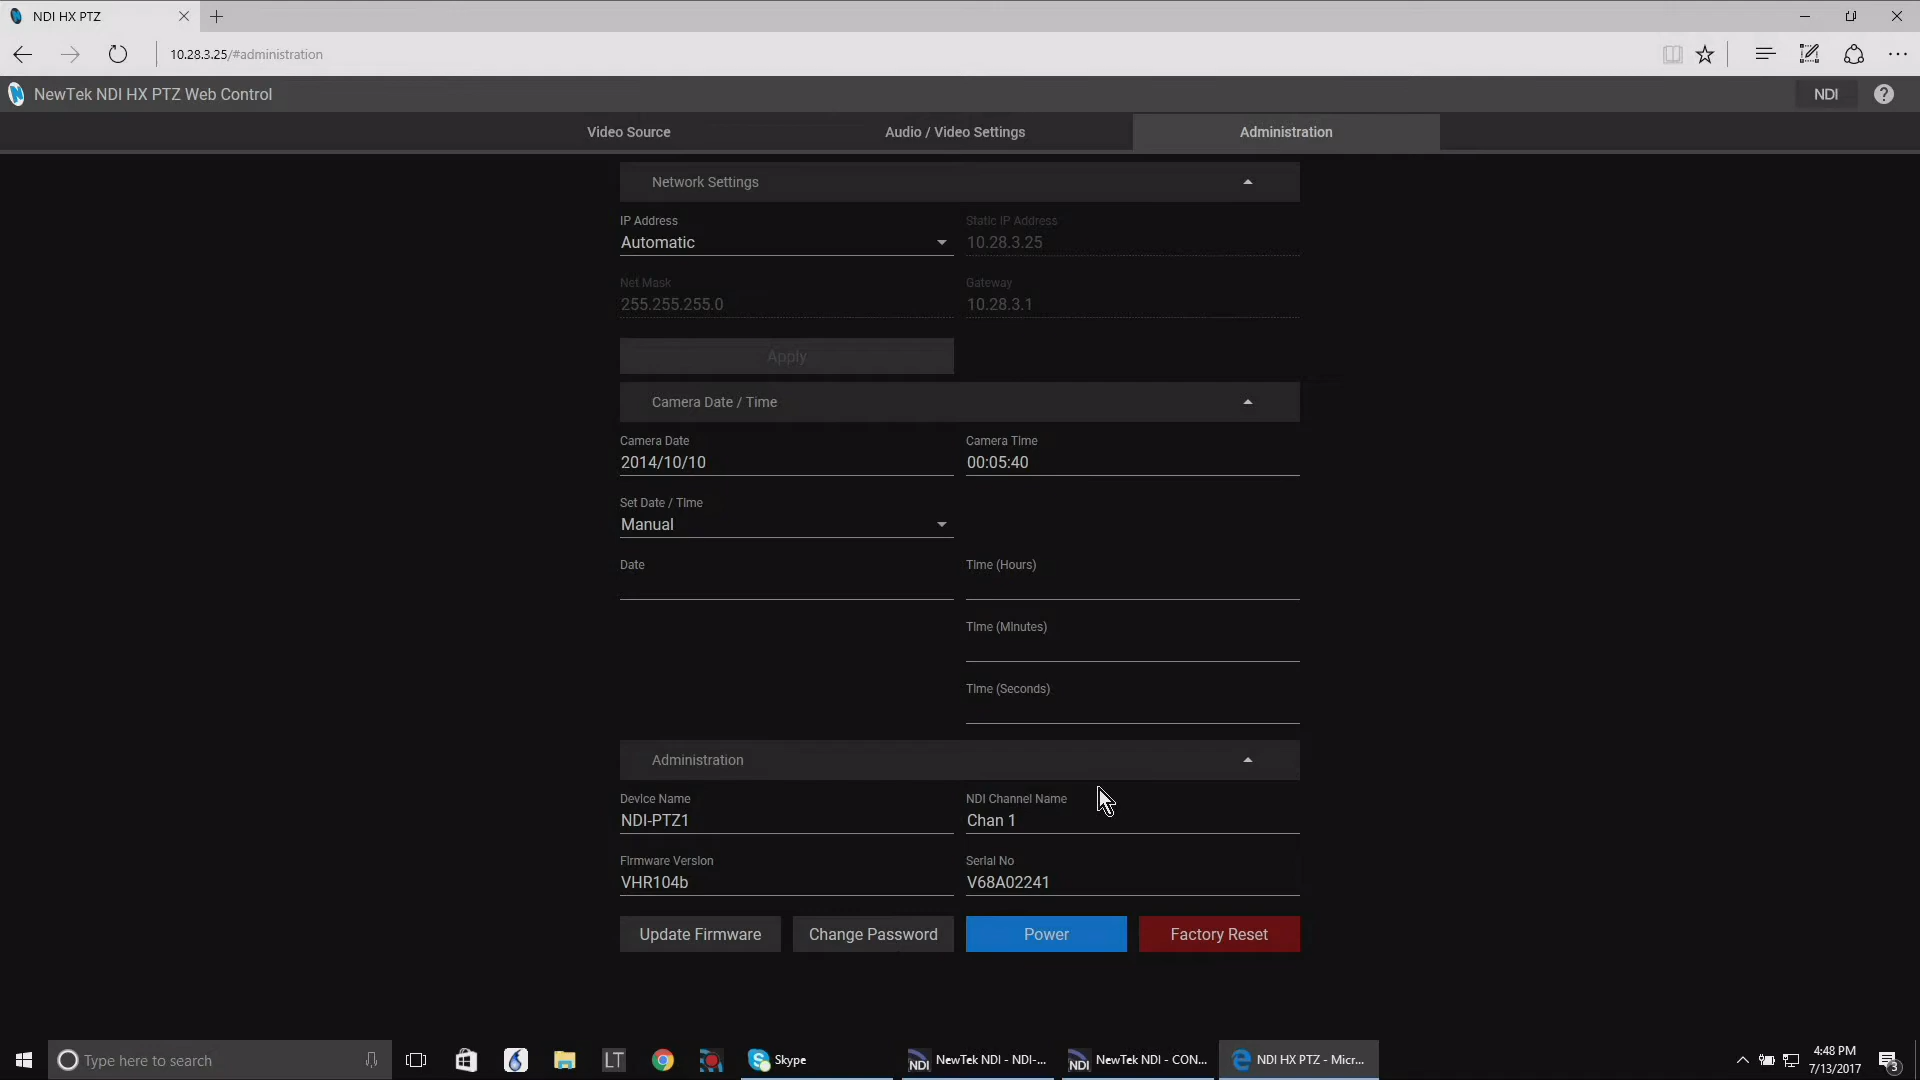 NDI HX PTZ
10.28.3.25/#administration
NewTek NDI HX PTZ Web Control
NDI
?
Video Source
Audio / Video Settings
Administration
Network Settings
IP Address
Static IP Address
Automatic
10.28.3.25
Net Mask
Gateway
255.255.255.0
10.28.3.1
Apply
Camera Date / Time
Camera Date
Camera Time
2014/10/10
00:05:40
Set Date / Time
Manual
Date
Time (Hours)
Time (Minutes)
Time (Seconds)
Administration
Device Name
NDI Channel Name
NDI-PTZ1
Chan 1
Firmware Version
Serial No
VHR104b
V68A02241
Update Firmware
Change Password
Power
Factory Reset
Type here to search
LT
Skype
NDI
NewTek NDI - NDI-...
NDI
NewTek NDI - CON...
NDI HX PTZ - Micr...
4:48 PM
7/13/2017
3